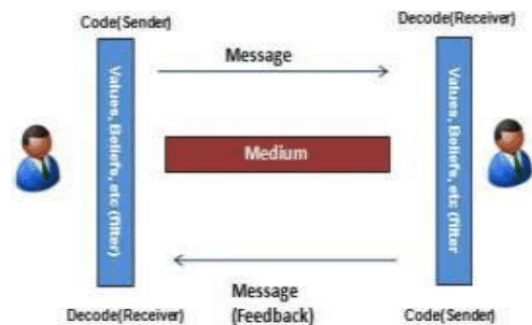 Code(Sender)
Decode(Receiver)
Message
Values, Beliefs, etc (filter)
Medium
Values, Beliefs, etc (filter
Message
(Feedback)
Decode(Receiver)
Code(Sender)